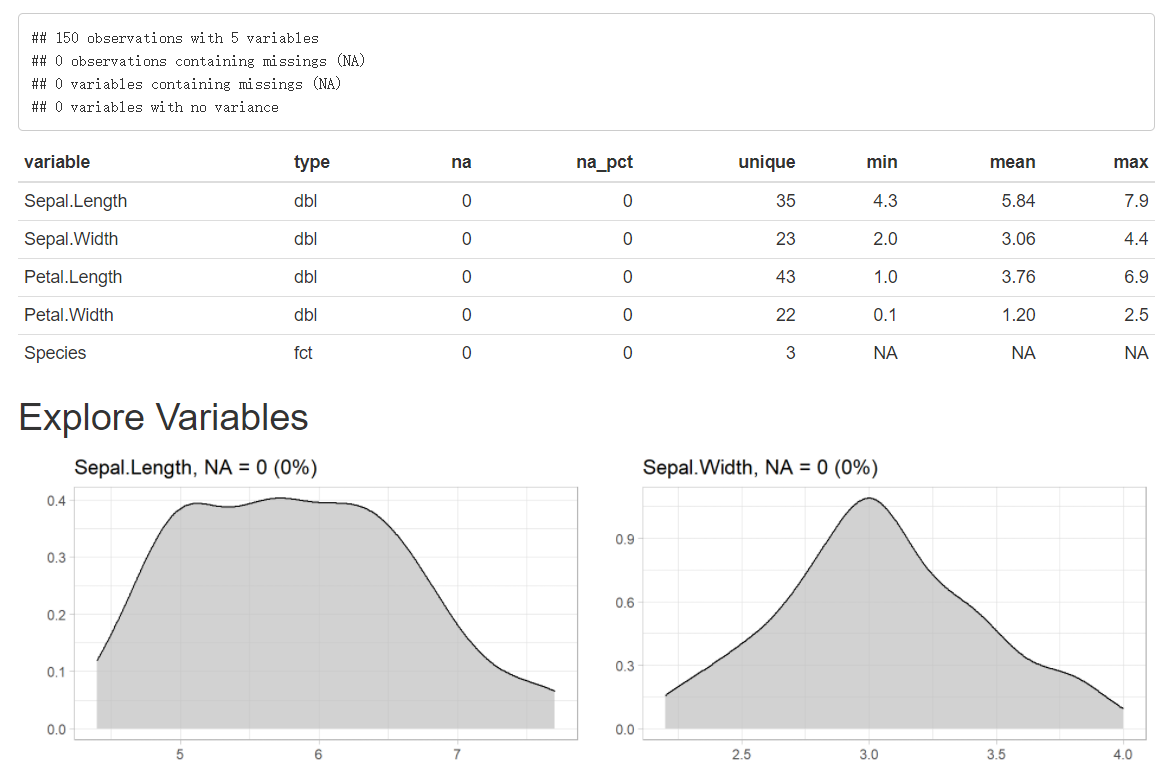 ## 150 observations with 5 variables
## 0 observations containing missings (NA)
## 0 variables containing missings (NA)
## 0 variables with no variance
variable type na na_pct unique min mean max
Sepal.Length dbl 0 0 35 4.3 5.84 7.9
Sepal.Width dbl 0 0 23 2.0 3.06 4.4
Petal.Length dbl 0 0 43 1.0 3.76 6.9
Petal.Width dbl 0 0 22 0.1 1.20 2.5
Species fct 0 0 3 NA NA NA
Explore Variables
Sepal.Length, NA = 0 (0%)
0.4
0.3
0.2
0.1
0.0
5 6 7
Sepal.Width, NA = 0 (0%)
0.9
0.6
0.3
0.0
2.5 3.0 3.5 4.0